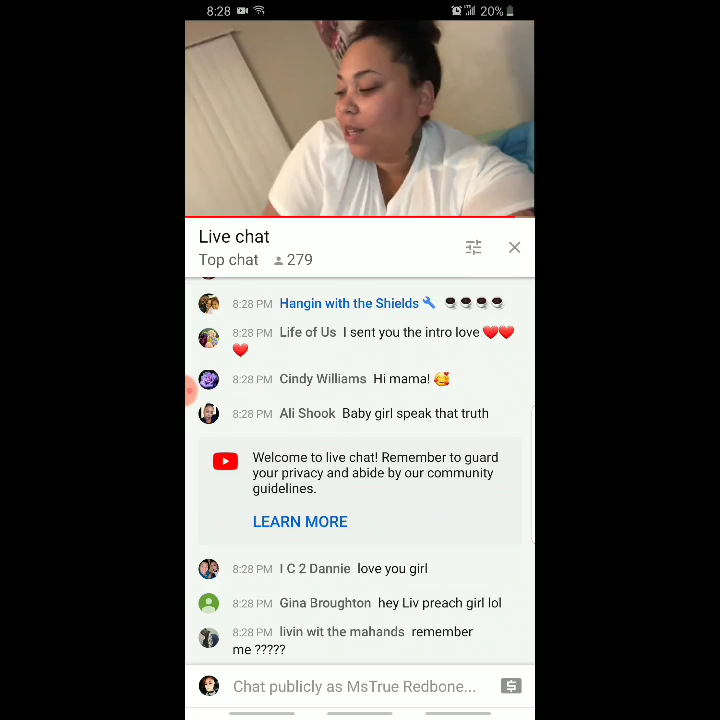 8:28
20%
Live chat
Top chat 279
8:28 PM Hangin with the Shields ☕☕☕☕
8:28 PM Life of Us I sent you the intro love ❤️❤️
❤️
8:28 PM Cindy Williams Hi mama! 🥰
8:28 PM Ali Shook Baby girl speak that truth
Welcome to live chat! Remember to guard
your privacy and abide by our community
guidelines.
LEARN MORE
8:28 PM I C 2 Dannie love you girl
8:28 PM Gina Broughton hey Liv preach girl lol
8:28 PM livin wit the mahands remember
me ?????
Chat publicly as MsTrue Redbone...